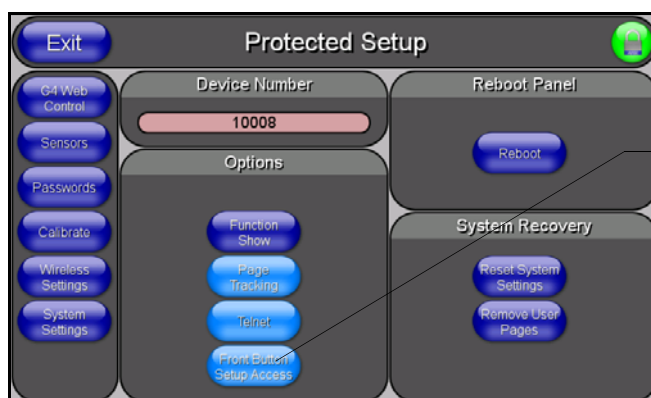 Exit
Protected Setup
G4 Web
Control
Sensors
Passwords
Calibrate
Wireless
Settings
System
Settings
Device Number
10008
Options
Function
Show
Page
Tracking
Telnet
Front Button
Setup Access
Reboot Panel
Reboot
System Recovery
Reset System
Settings
Remove User
Pages